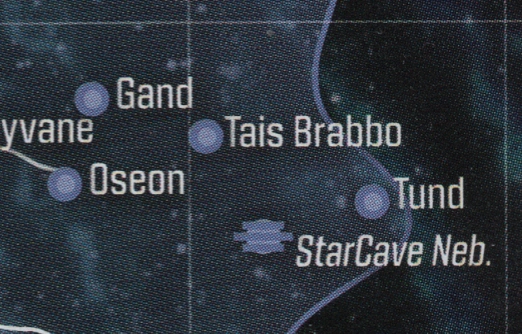 Gand
yvane
Tais Brabbo
Oseon
Tund
StarCave Neb.